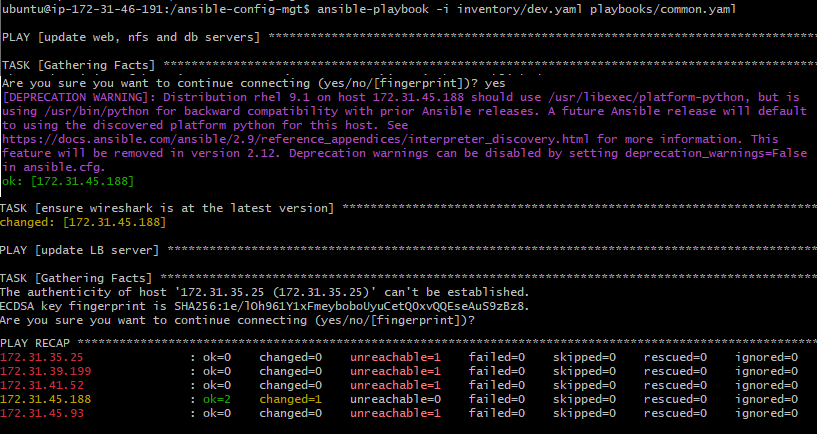 ubuntu@ip-172-31-46-191:/ansible-config-mgt$ ansible-playbook -i inventory/dev.yaml playbooks/common.yaml
PLAY [update web, nfs and db servers] ******************************************************************************
TASK [Gathering Facts] *********************************************************************************************
Are you sure you want to continue connecting (yes/no/[fingerprint])? yes
[DEPRECATION WARNING]: Distribution rhel 9.1 on host 172.31.45.188 should use /usr/libexec/platform-python, but is
using /usr/bin/python for backward compatibility with prior Ansible releases. A future Ansible release will default
to using the discovered platform python for this host. See
https://docs.ansible.com/ansible/2.9/reference_appendices/interpreter_discovery.html for more information. This
feature will be removed in version 2.12. Deprecation warnings can be disabled by setting deprecation_warnings=False
in ansible.cfg.
ok: [172.31.45.188]
TASK [ensure wireshark is at the latest version] *******************************************************************
changed: [172.31.45.188]
PLAY [update LB server] ********************************************************************************************
TASK [Gathering Facts] *********************************************************************************************
The authenticity of host '172.31.35.25 (172.31.35.25)' can't be established.
ECDSA key fingerprint is SHA256:1e/lOh961Y1xFmeyboboUyuCetQOxvQQEseAuS9zBz8.
Are you sure you want to continue connecting (yes/no/[fingerprint])?
PLAY RECAP *********************************************************************************************************
172.31.35.25 : ok=0 changed=0 unreachable=1 failed=0 skipped=0 rescued=0 ignored=0
172.31.39.199 : ok=0 changed=0 unreachable=1 failed=0 skipped=0 rescued=0 ignored=0
172.31.41.52 : ok=0 changed=0 unreachable=1 failed=0 skipped=0 rescued=0 ignored=0
172.31.45.188 : ok=2 changed=1 unreachable=0 failed=0 skipped=0 rescued=0 ignored=0
172.31.45.93 : ok=0 changed=0 unreachable=1 failed=0 skipped=0 rescued=0 ignored=0